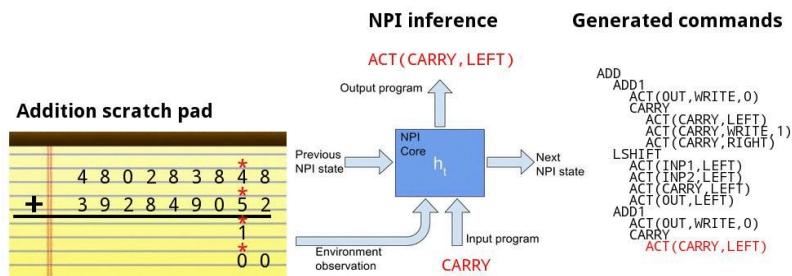 Addition scratch pad
*
4 8 0 2 8 3 8 4 8
*
+ 3 9 2 8 4 9 0 5 2
*
1
*
0 0
NPI inference
ACT(CARRY,LEFT)
Output program
NPI
Core
ht
Previous
NPI state
Next
NPI state
Environment
observation
Input program
CARRY
Generated commands
ADD
ADD1
ACT(OUT,WRITE,0)
CARRY
ACT(CARRY,LEFT)
ACT(CARRY,WRITE,1)
ACT(CARRY,RIGHT)
LSHIFT
ACT(INP1,LEFT)
ACT(INP2,LEFT)
ACT(CARRY,LEFT)
ACT(OUT,LEFT)
ADD1
ACT(OUT,WRITE,0)
CARRY
ACT(CARRY,LEFT)